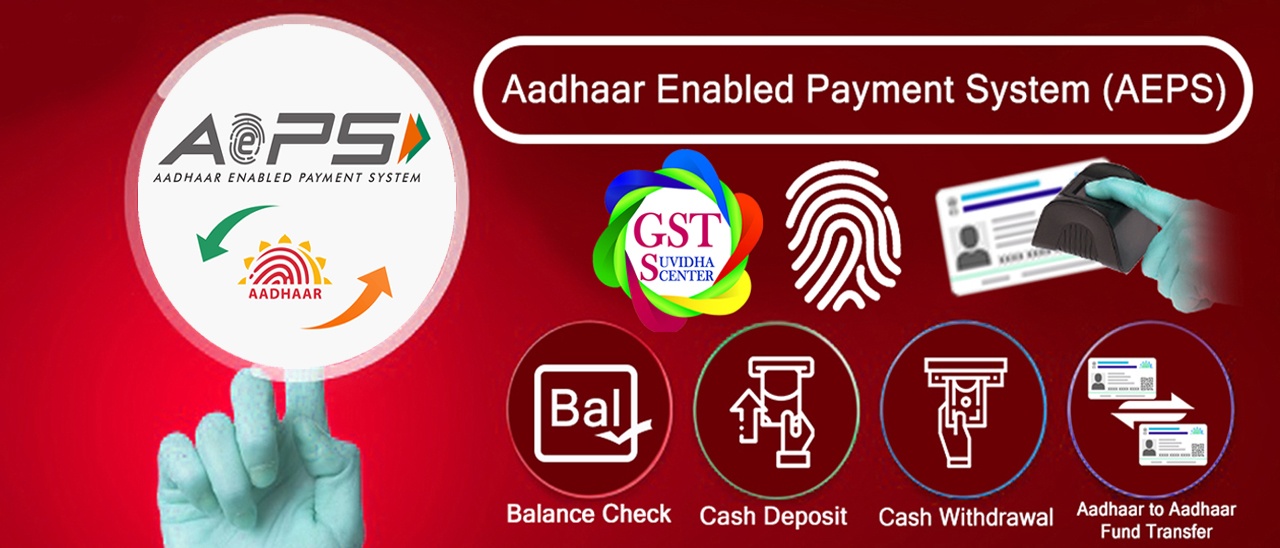 AePS
AADHAAR ENABLED PAYMENT SYSTEM
AADHAAR
Aadhaar Enabled Payment System (AEPS)
GST
SUVIDHA
CENTER
Bal
Balance Check
Cash Deposit
Cash Withdrawal
Aadhaar to Aadhaar
Fund Transfer